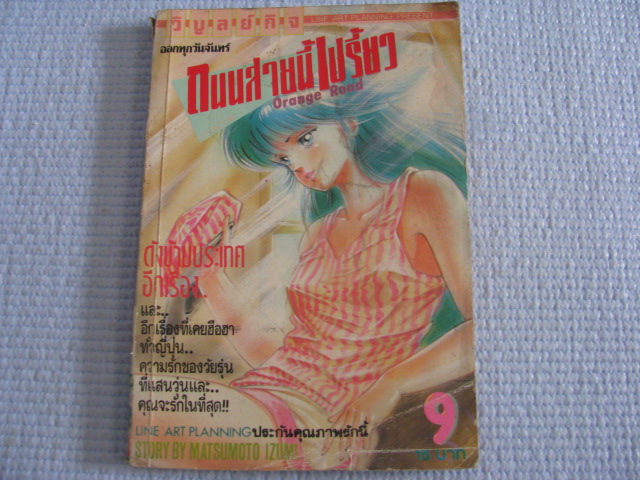 วิบูลย์กิจ
LINE ART PLANNING PRESENT
ออกทุกวันจันทร์
ถนนสายนี้เปรี้ยว
Orange Road
ดังข้ามประเทศ
อีกเรื่อง..
และ..
อีกเรื่องที่เคยฮือฮา
ทั่วญี่ปุ่น..
ความรักของวัยรุ่น
ที่แสนวุ่นและ..
คุณจะรักในที่สุด!!
LINE ART PLANNING ประกันคุณภาพรักนี้
STORY BY MATSUMOTO IZUMI
9
บาท